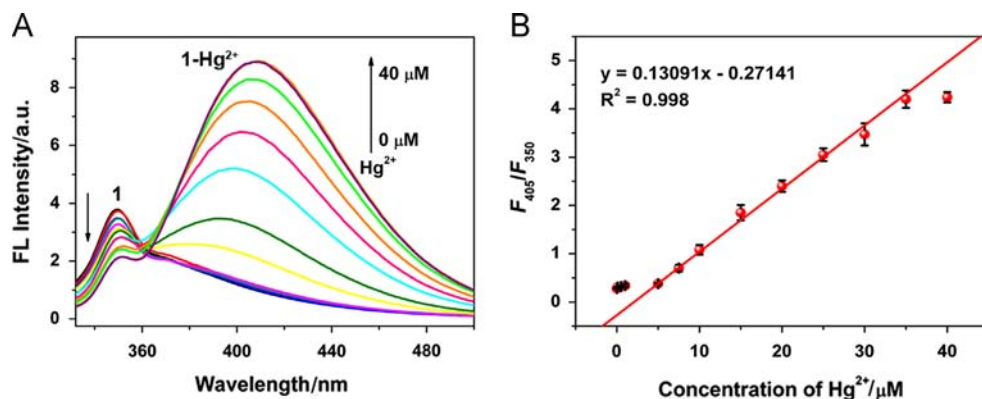 A
FL Intensity/a.u.
8
6
4
2
0
1-Hg²⁺
40 μM
0 μM
Hg²⁺
1
360
400
440
480
Wavelength/nm
B
F₄₀₅/F₃₅₀
5
4
3
2
1
0
y = 0.13091x - 0.27141
R² = 0.998
0
10
20
30
40
Concentration of Hg²⁺/μM